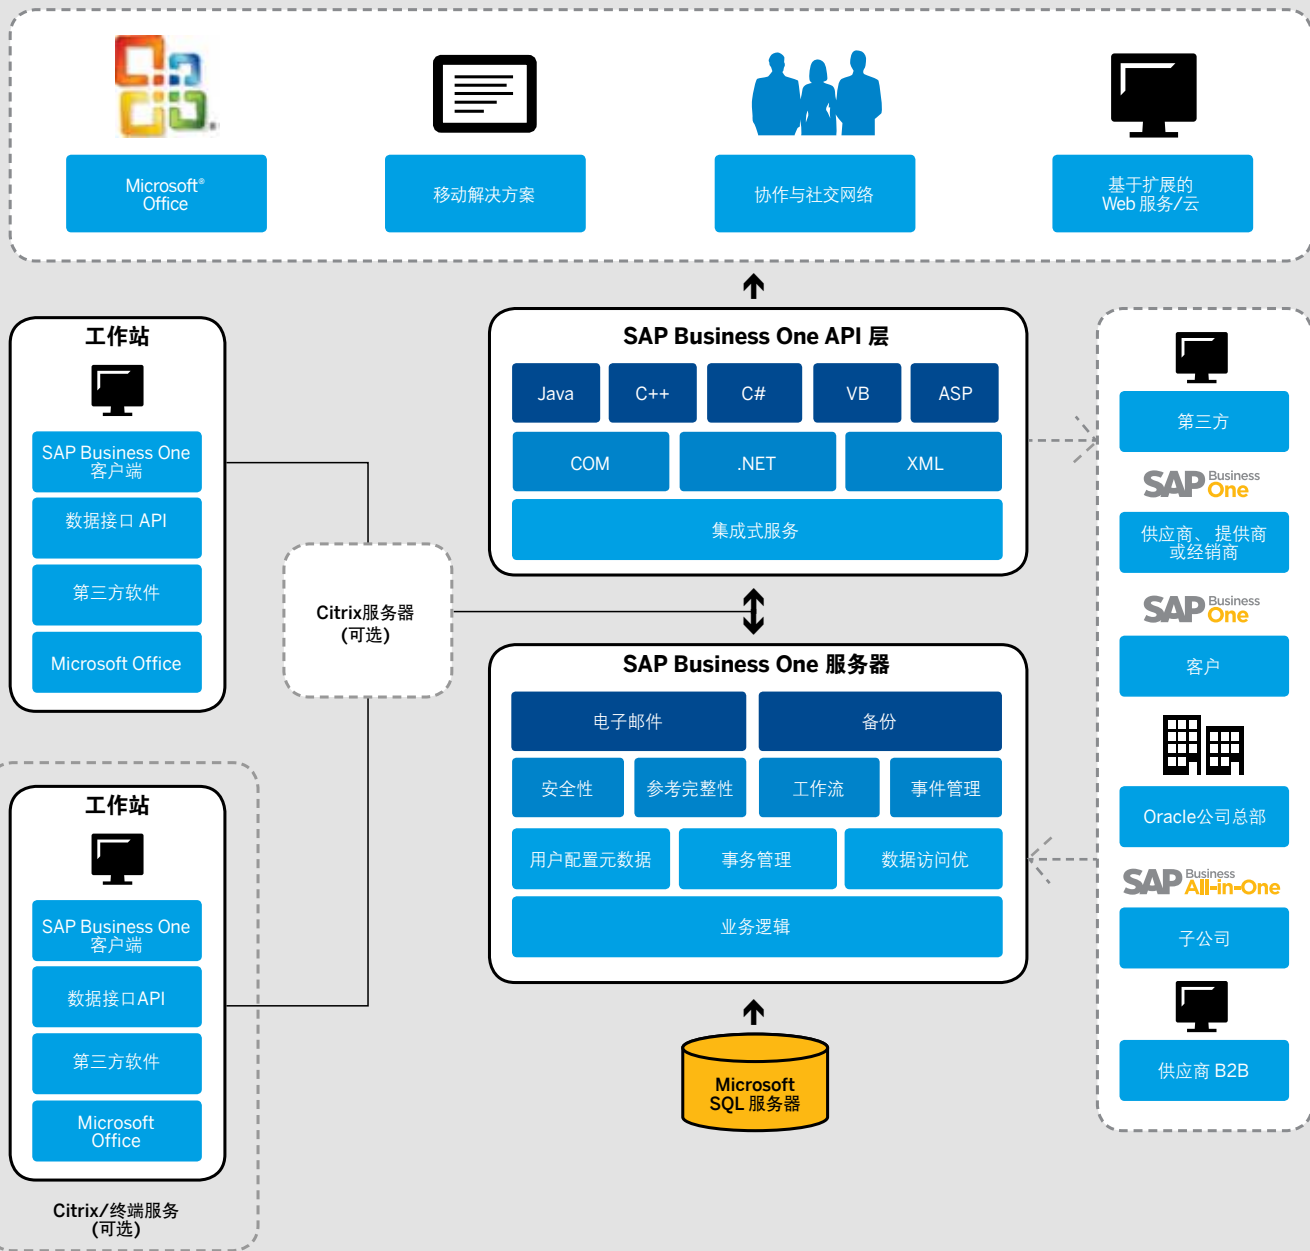 Microsoft®
Office
移动解决方案
协作与社交网络
基于扩展的
Web 服务/云
工作站
SAP Business One
客户端
数据接口 API
第三方软件
Microsoft Office
工作站
SAP Business One
客户端
数据接口API
第三方软件
Microsoft
Office
Citrix/终端服务
(可选)
Citrix服务器
(可选)
SAP Business One API 层
Java
C++
C#
VB
ASP
COM
.NET
XML
集成式服务
SAP Business One 服务器
电子邮件
备份
安全性
参考完整性
工作流
事件管理
用户配置元数据
事务管理
数据访问优
业务逻辑
Microsoft
SQL 服务器
第三方
SAP Business One
供应商、提供商
或经销商
SAP Business One
客户
Oracle公司总部
SAP Business All-in-One
子公司
供应商 B2B